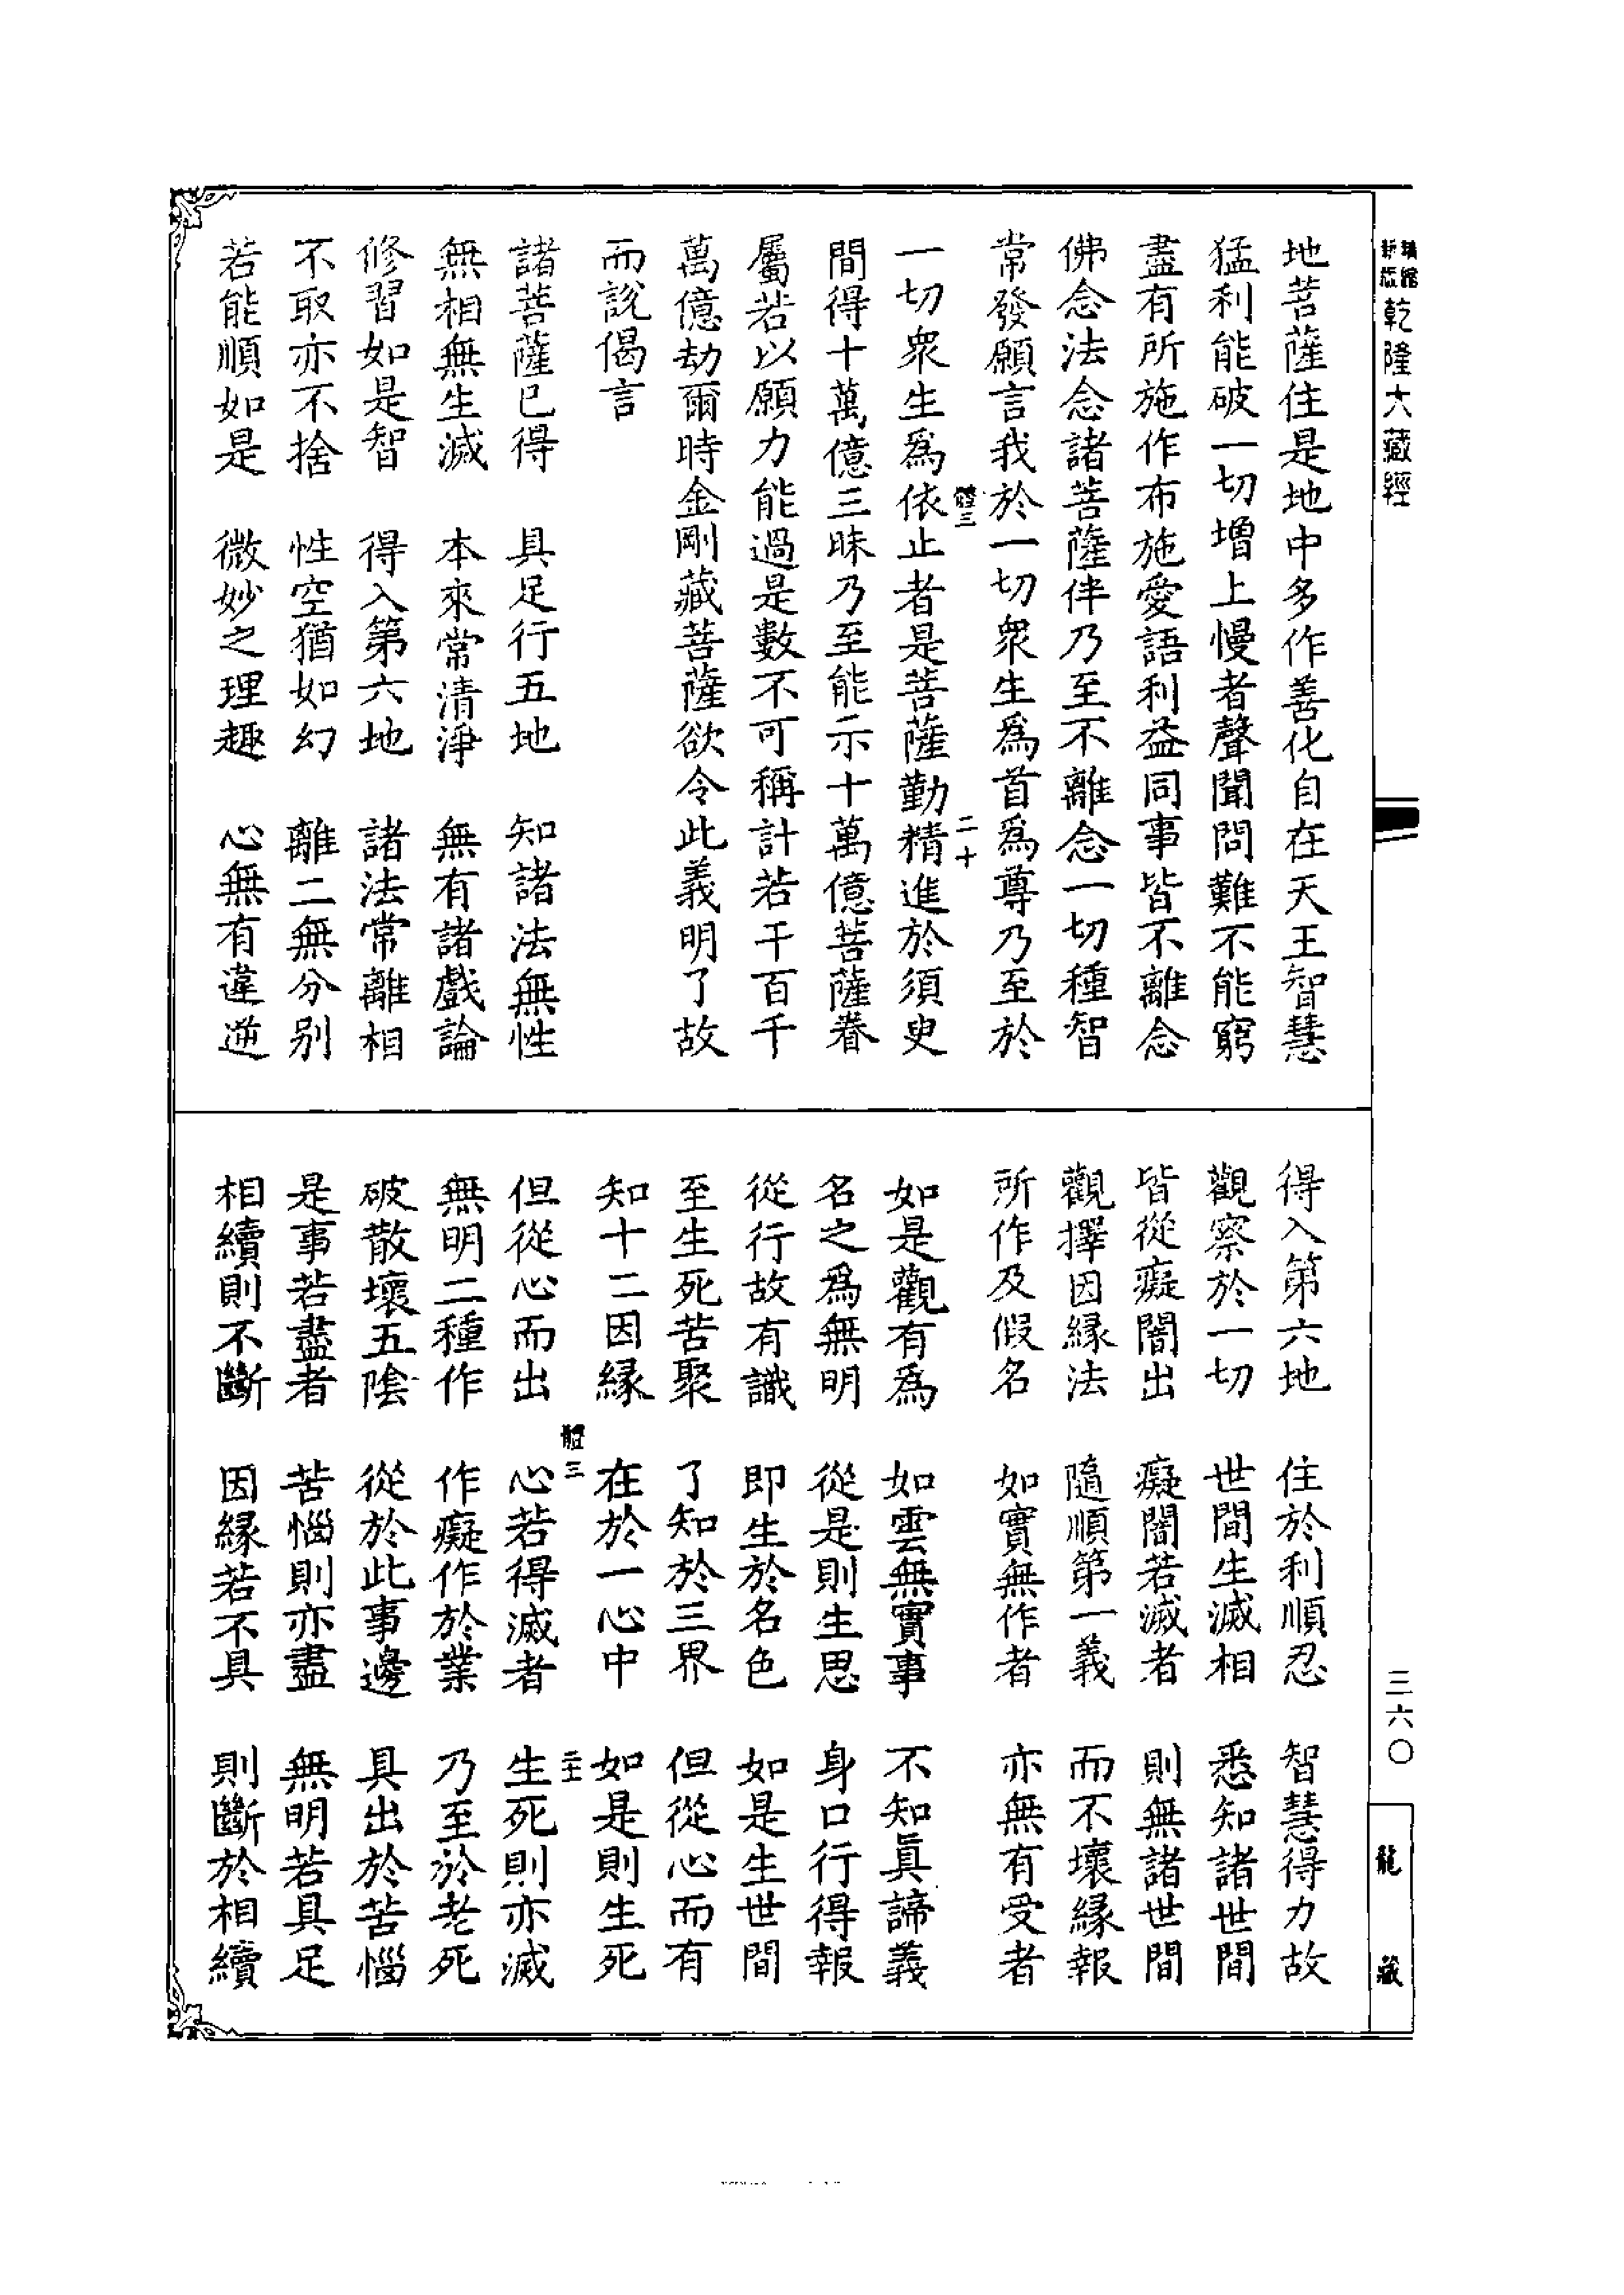 乾隆大藏經
地菩薩住是地中多作善化自在天王智慧
猛利能破一切增上慢者聲聞問難不能窮
盡有所施作布施愛語利益同事皆不離念
佛念法念諸菩薩伴乃至不離念一切種智
常發願言我於一切衆生爲首爲尊乃至於
體三 二十
一切衆生爲依止者是菩薩勤精進於須臾
間得十萬億三昧乃至能示十萬億菩薩眷
屬若以願力能過是數不可稱計若干百千
萬億劫爾時金剛藏菩薩欲令此義明了故
而說偈言
諸菩薩已得 具足行五地 知諸法無性
無相無生滅 本來常清淨 無有諸戲論
修習如是智 得入第六地 諸法常離相
不取亦不捨 性空猶如幻 離二無分別
若能順如是 微妙之理趣 心無有違逆
得入第六地 住於利順忍 智慧得力故
觀察於一切 世間生滅相 悉知諸世間
皆從癡闇出 癡闇若滅者 則無諸世間
觀擇因緣法 隨順第一義 而不壞緣報
所作及假名 如實無作者 亦無有受者
如是觀有爲 如雲無實事 不知眞諦義
名之爲無明 從是則生思 身口行得報
從行故有識 即生於名色 如是生世間
至生死苦聚 了知於三界 但從心而有
知十二因緣 在於一心中 如是則生死
體三 二十一
但從心而出 心若得滅者 生死則亦滅
無明二種作 作癡作於業 乃至於老死
破散壞五陰 從於此事邊 具出於苦惱
是事若盡者 苦惱則亦盡 無明若具足
相續則不斷 因緣若不具 則斷於相續
三六〇
龍藏